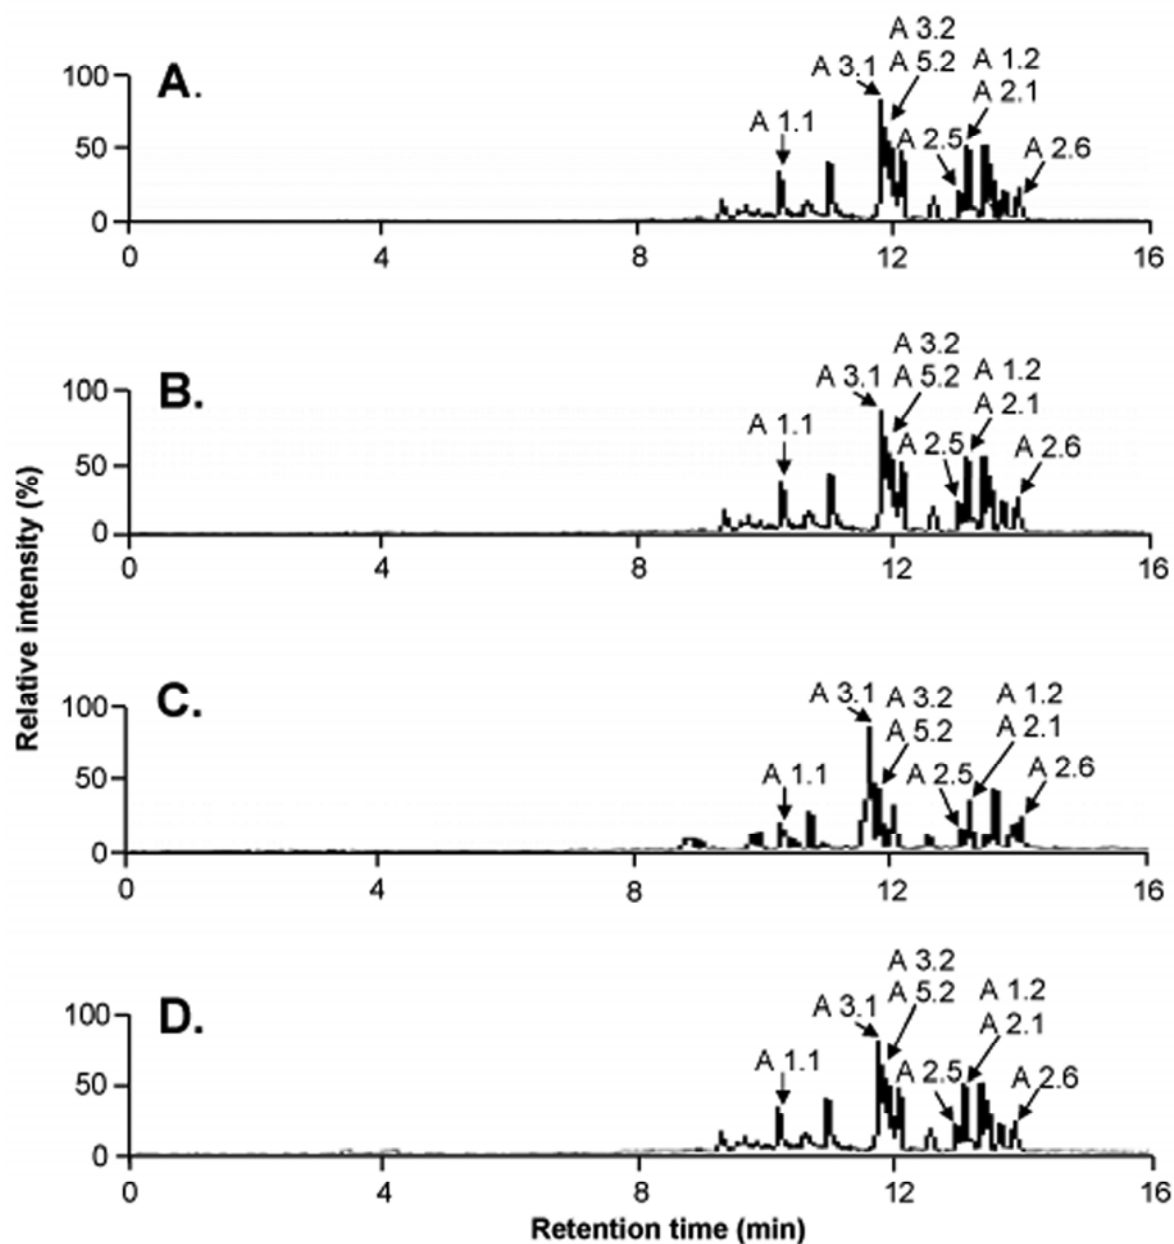 A 3.2
A 3.1 A 5.2 A 1.2
A 2.1
100 A.
A 1.1
50 A 2.5 A 2.6
0
0 4 8 12 16
A 3.2
A 3.1 A 5.2 A 1.2
100 B. A 2.1
A 1.1
50 A 2.5 A 2.6
0
0 4 8 12 16
Relative intensity (%)
A 3.1 A 3.2 A 1.2
100 C. A 5.2 A 2.1
A 1.1 A 2.5 A 2.6
50
0
0 4 8 12 16
A 3.2
A 3.1 A 5.2 A 1.2
100 D. A 2.1
A 1.1 A 2.5 A 2.6
50
0
0 4 8 12 16
Retention time (min)